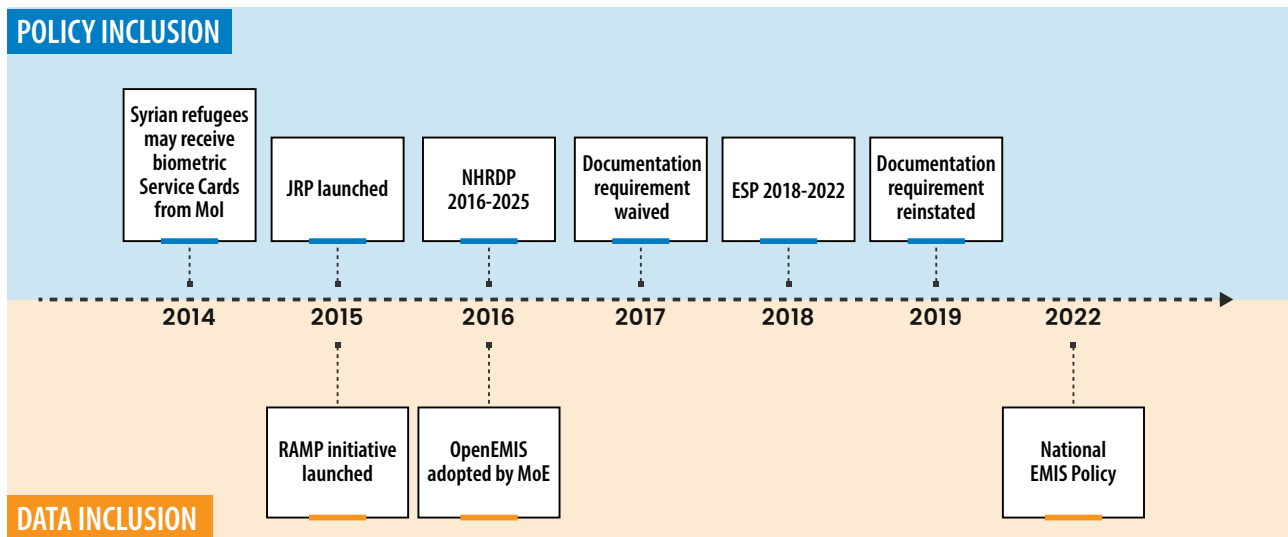 POLICY INCLUSION
Syrian refugees
may receive
biometric
Service Cards
from MoI
JRP launched
NHRDP
2016-2025
Documentation
requirement
waived
ESP 2018-2022
Documentation
requirement
reinstated
2014
2015
2016
2017
2018
2019
2022
RAMP initiative
launched
OpenEMIS
adopted by MoE
National
EMIS Policy
DATA INCLUSION